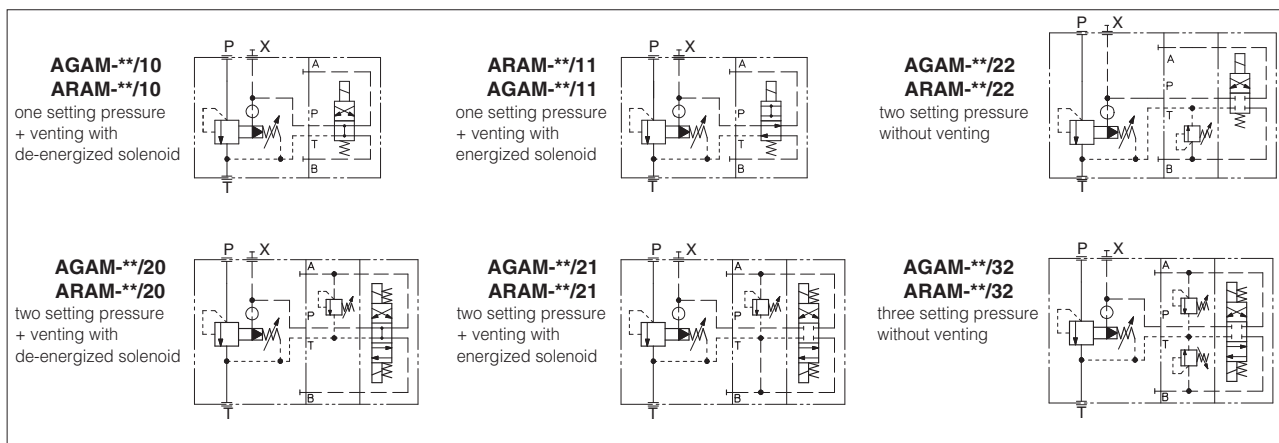 AGAM-**/10
ARAM-**/10
one setting pressure
+ venting with
de-energized solenoid
P X
A
P
T
B
T
ARAM-**/11
AGAM-**/11
one setting pressure
+ venting with
energized solenoid
P X
A
P
T
B
T
AGAM-**/22
ARAM-**/22
two setting pressure
without venting
P X
A
P
T
B
T
AGAM-**/20
ARAM-**/20
two setting pressure
+ venting with
de-energized solenoid
P X
A
P
T
B
T
AGAM-**/21
ARAM-**/21
two setting pressure
+ venting with
energized solenoid
P X
A
P
T
B
T
AGAM-**/32
ARAM-**/32
three setting pressure
without venting
P X
A
P
T
B
T